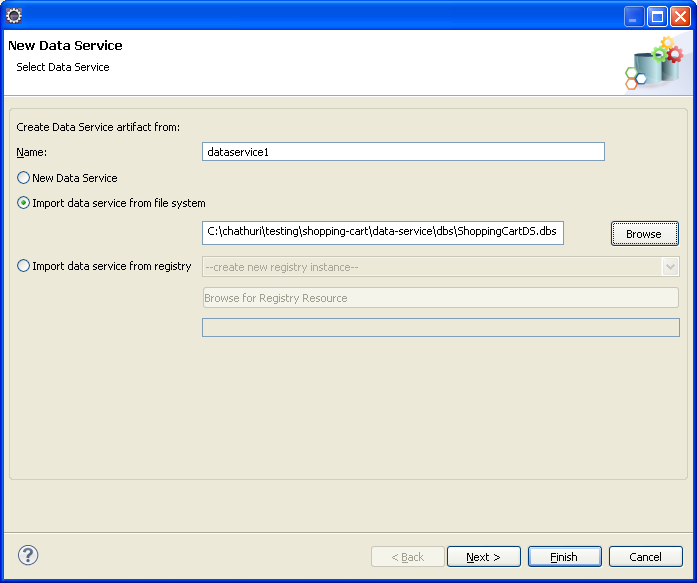 New Data Service
Select Data Service
Create Data Service artifact from:
Name:
dataservice1
New Data Service
Import data service from file system
C:\chathuri\testing\shopping-cart\data-service\dbs\ShoppingCartDS.dbs
Browse
Import data service from registry
--create new registry instance--
Browse for Registry Resource
?
< Back
Next >
Finish
Cancel